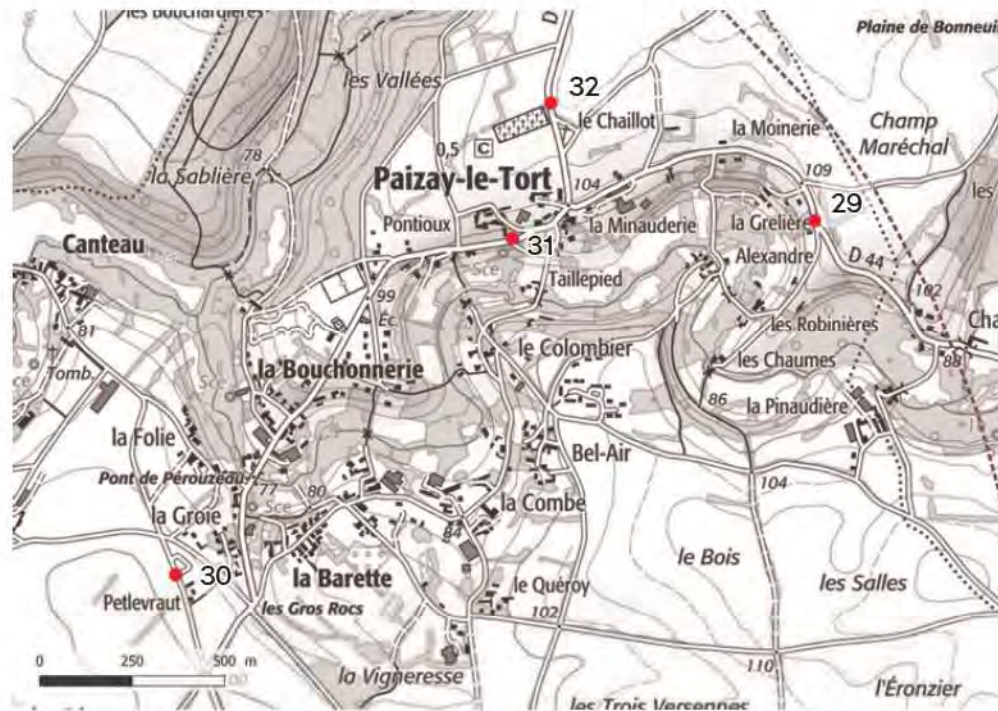 les Bouchardières
D
Plaine de Bonneuil
les Vallées
32
le Chaillot
la Moinerie
Champ
Maréchal
0,5 C
78
la Sablière
Paizay-le-Tort
104
109
les
29
Pontioux
la Minauderie
la Grelière
Canteau
31
Sce
Taillepied
Alexandre
D 44
99
Éc
102
81
les Robinières
Cha
le Colombier
Tomb.
Sce
la Bouchonnerie
les Chaumes
88
86
la Pinaudière
la Folie
Bel-Air
Pont de Pérouzeau
77
80
104
Sce
la Combe
la Groie
84
le Bois
30
la Barette
le Quéroy
les Salles
Petlevraut
les Gros Rocs
102
0 250 500 m
la Vigneresse
110
l'Éronzier
les Trois Versennes